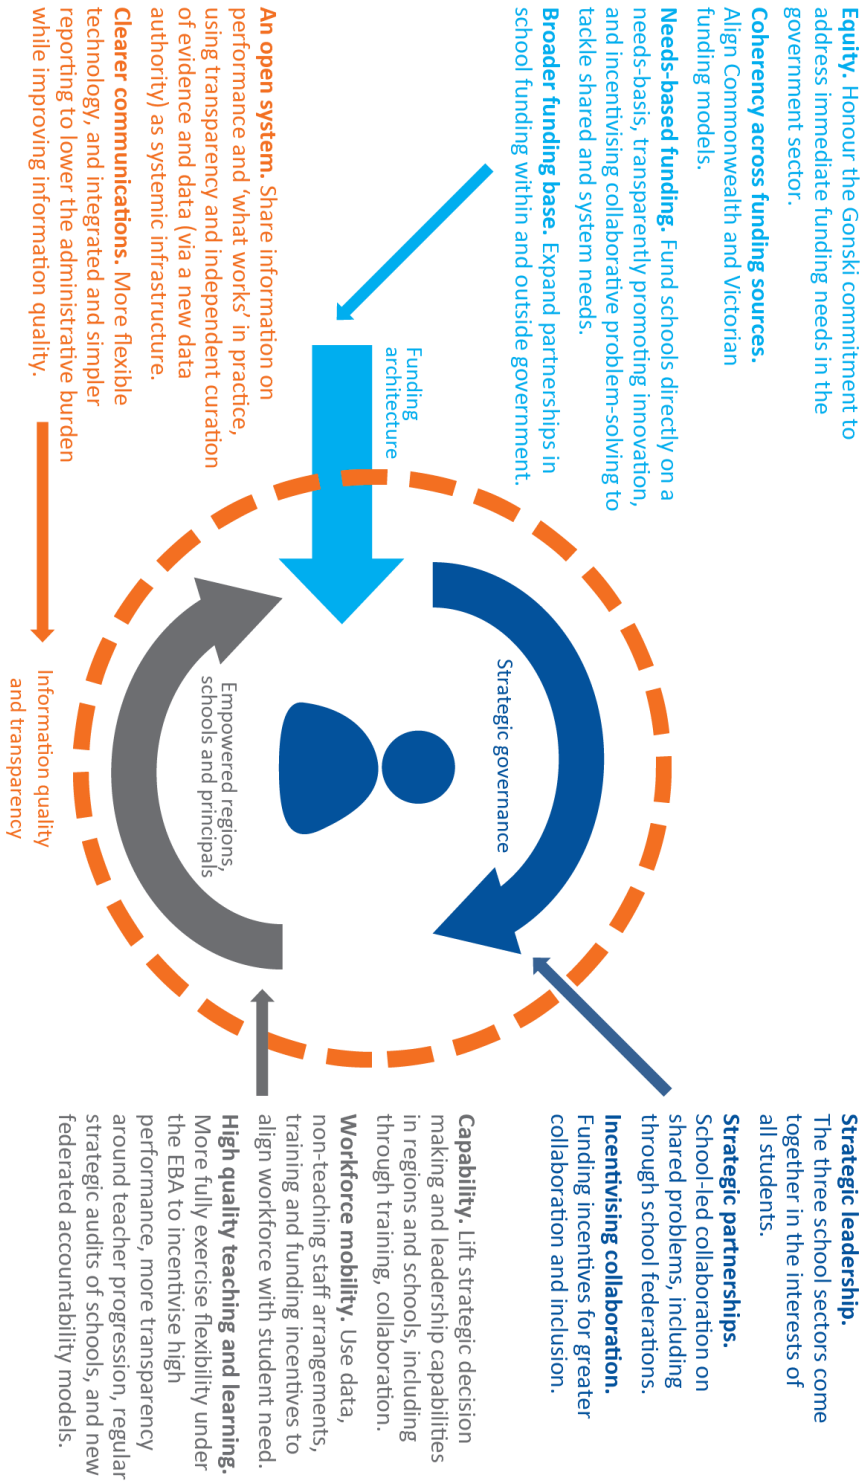 Equity. Honour the Gonski commitment to
address immediate funding needs in the
government sector.
Coherency across funding sources.
Align Commonwealth and Victorian
funding models.
Needs-based funding. Fund schools directly on a
needs-basis, transparently promoting innovation,
and incentivising collaborative problem-solving to
tackle shared and system needs.
Broader funding base. Expand partnerships in
school funding within and outside government.
Funding
architecture
An open system. Share information on
performance and ‘what works’ in practice,
using transparency and independent curation
of evidence and data (via a new data
authority) as systemic infrastructure.
Clearer communications. More flexible
technology, and integrated and simpler
reporting to lower the administrative burden
while improving information quality.
Strategic governance
Empowered regions,
schools and principals
Information quality
and transparency
Strategic leadership.
The three school sectors come
together in the interests of
all students.
Strategic partnerships.
School-led collaboration on
shared problems, including
through school federations.
Incentivising collaboration.
Funding incentives for greater
collaboration and inclusion.
Capability. Lift strategic decision
making and leadership capabilities
in regions and schools, including
through training, collaboration.
Workforce mobility. Use data,
non-teaching staff arrangements,
training and funding incentives to
align workforce with student need.
High quality teaching and learning.
More fully exercise flexibility under
the EBA to incentivise high
performance, more transparency
around teacher progression, regular
strategic audits of schools, and new
federated accountability models.